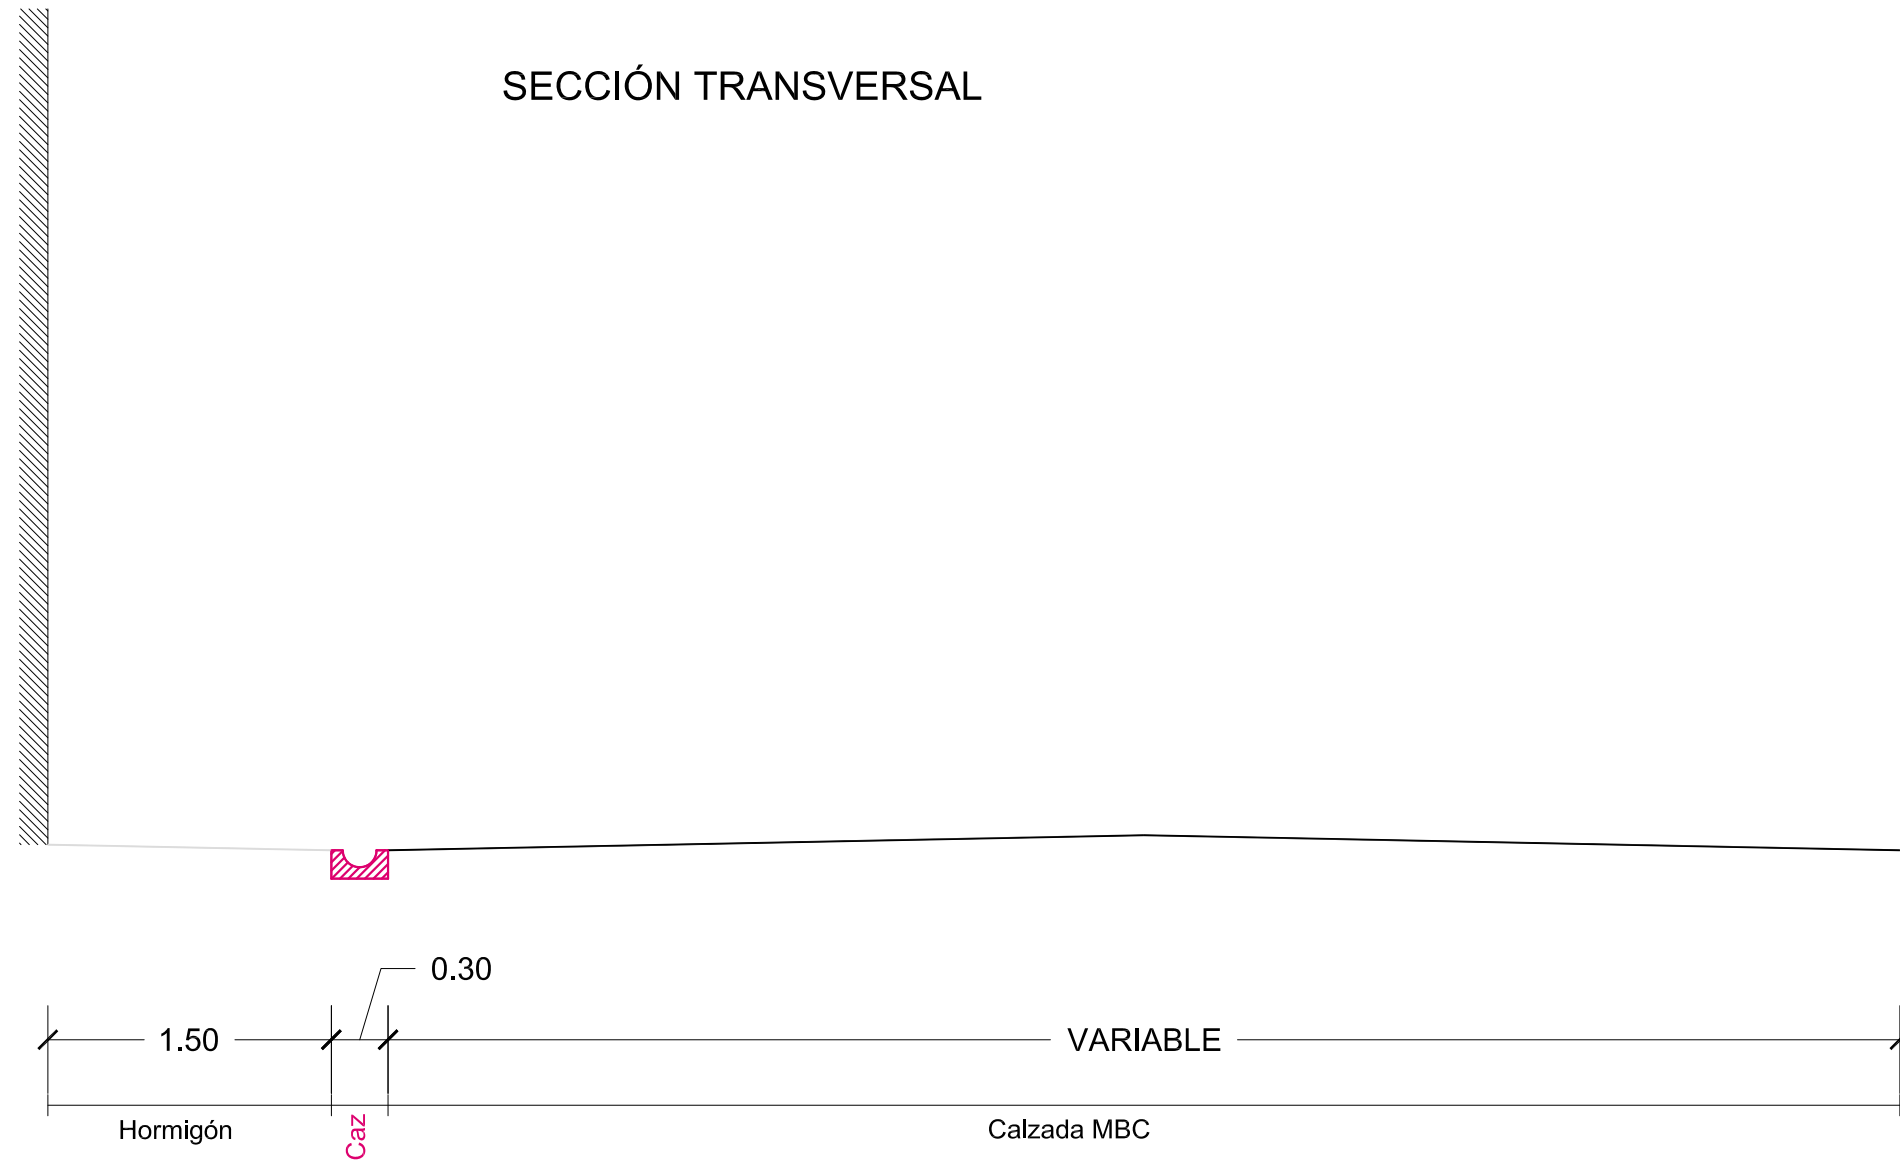 SECCIÓN TRANSVERSAL
0.30
1.50
VARIABLE
Hormigón
Caz
Calzada MBC